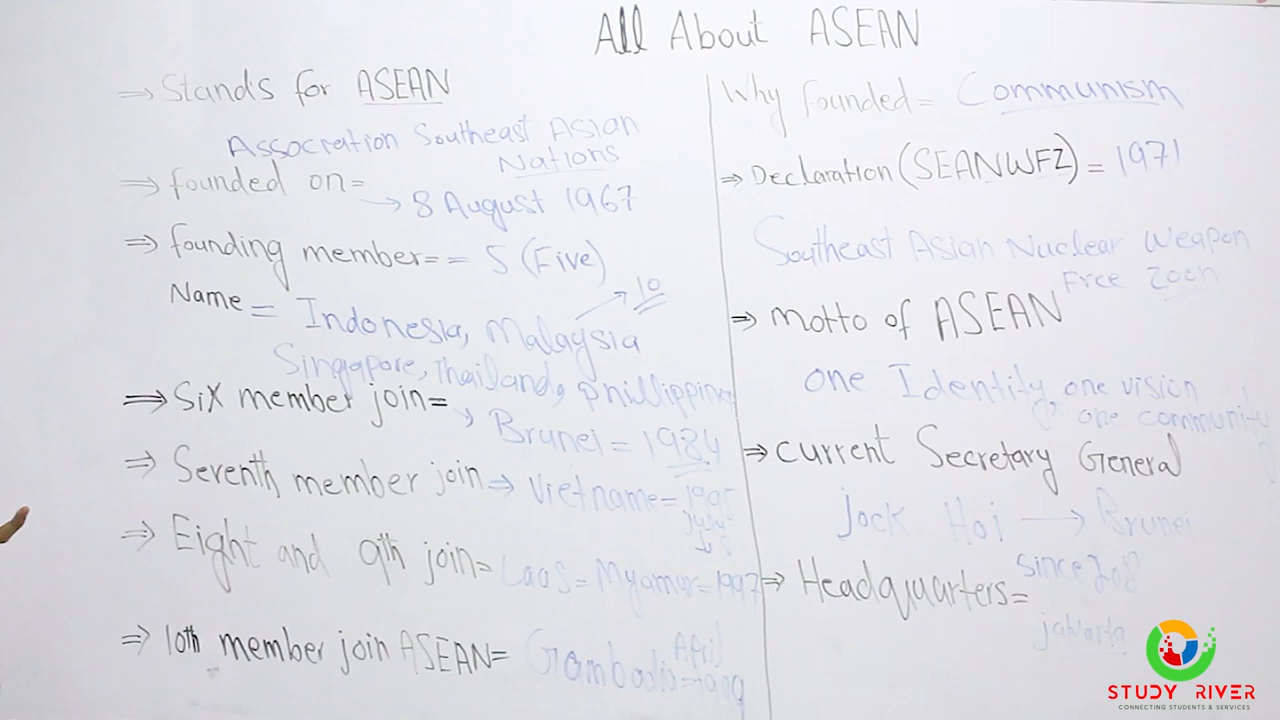 All About ASEAN
⇒ Stands for ASEAN
Assocration Southeast Asian
Nations
⇒ founded on=
→ 8 August 1967
⇒ founding member= = 5 (Five)
Name = Indonesia, Malaysia → 10
Singapore, Thailand, Phillippina
⇒ Six member join=
→ Brunei = 1984
⇒ Seventh member join ⇒ Vietname = 1995
July
⇒ Eight and 9th join= Laos = Myamar = 1997
⇒ 10th member join ASEAN= Gambodia = 1999
April
Why founded = Communism
⇒ Declaration (SEANWFZ) = 1971
Southeast Asian Nuclear Weapon
Free Zoon
⇒ Motto of ASEAN
One Identity, one vision
one community
⇒ Current Secretary General
Jock Hoi → Brunei
Since 2018
⇒ Headquarters=
jakarta
STUDY RIVER
CONNECTING STUDENTS & SERVICES